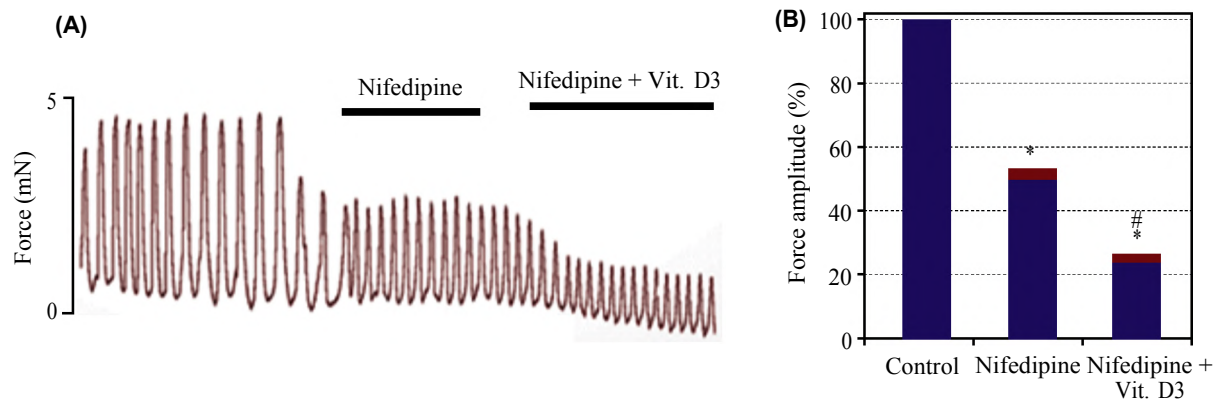 (A)
Nifedipine
Nifedipine + Vit. D3
5
Force (mN)
0
(B)
100
80
60
40
20
0
Force amplitude (%)
*
#
*
Control
Nifedipine
Nifedipine +
Vit. D3